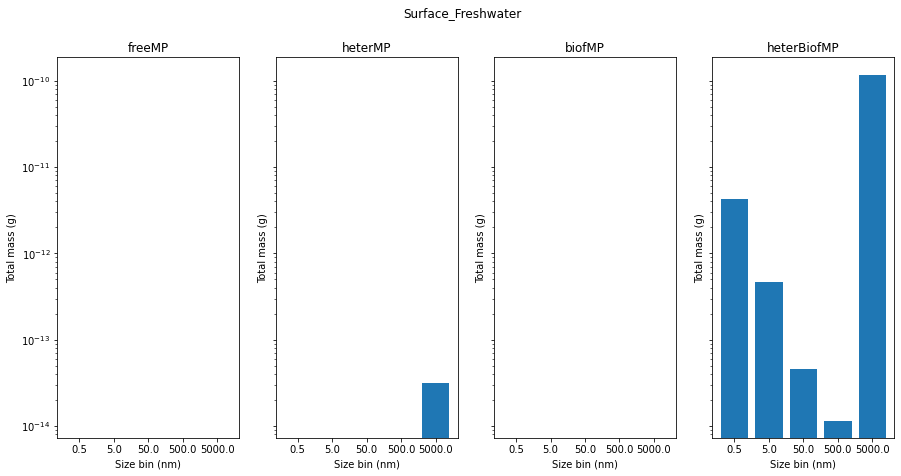 Surface_Freshwater
freeMP
heterMP
biofMP
heterBiofMP
Total mass (g)
10⁻¹⁰
10⁻¹¹
10⁻¹²
10⁻¹³
10⁻¹⁴
0.5 5.0 50.0 500.0 5000.0
Size bin (nm)
Total mass (g)
0.5 5.0 50.0 500.0 5000.0
Size bin (nm)
Total mass (g)
0.5 5.0 50.0 500.0 5000.0
Size bin (nm)
Total mass (g)
0.5 5.0 50.0 500.0 5000.0
Size bin (nm)